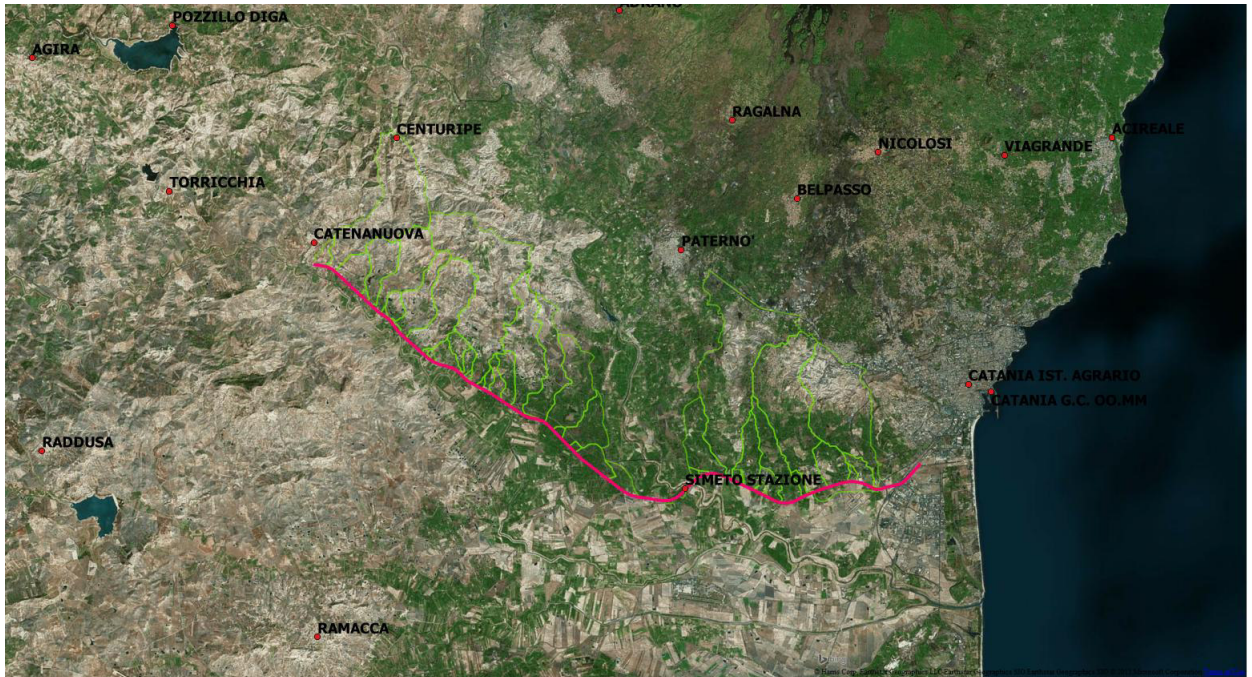 ADRANO
POZZILLO DIGA
AGIRA
RAGALNA
CENTURIPE
ACIREALE
NICOLOSI
VIAGRANDE
TORRICCHIA
BELPASSO
CATENANUOVA
PATERNO'
CATANIA IST. AGRARIO
CATANIA G.C. OO.MM
RADDUSA
SIMETO STAZIONE
RAMACCA